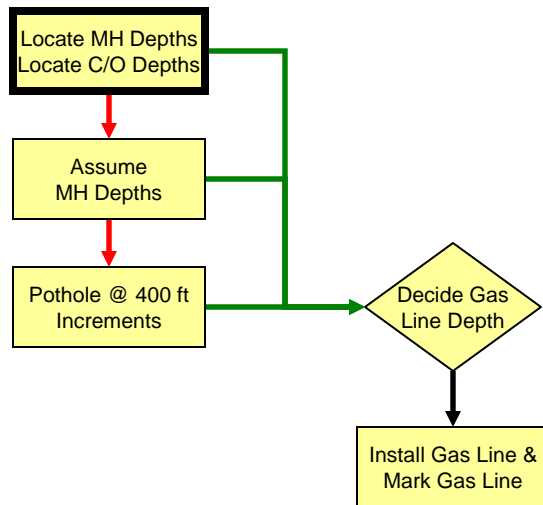 Locate MH Depths
Locate C/O Depths
Assume
MH Depths
Pothole @ 400 ft
Increments
Decide Gas
Line Depth
Install Gas Line &
Mark Gas Line